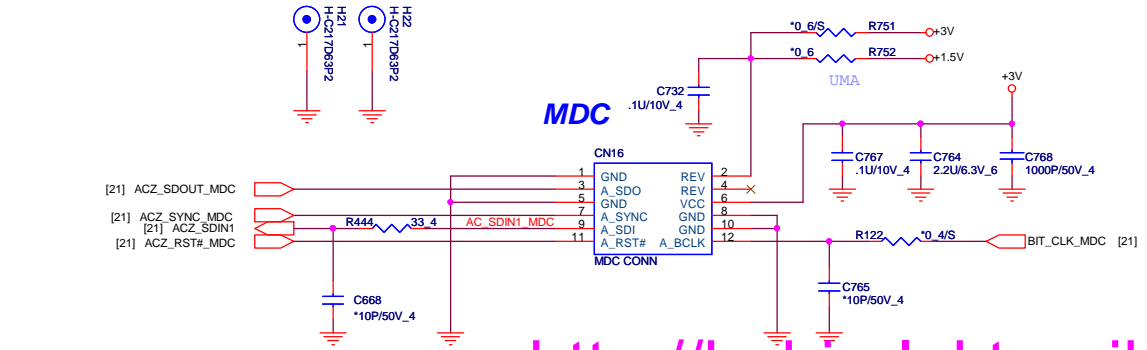 H21
H-C217D63P2
1
H22
H-C217D63P2
1
*0_6/S R751 +3V
*0_6 R752 +1.5V
UMA
C732
.1U/10V_4
+3V
MDC
C767
.1U/10V_4
C764
2.2U/6.3V_6
C768
1000P/50V_4
CN16
1 GND REV 2
3 A_SDO REV 4
5 GND VCC 6
7 A_SYNC GND 8
9 A_SDI GND 10
11 A_RST# A_BCLK 12
MDC CONN
[21] ACZ_SDOUT_MDC
[21] ACZ_SYNC_MDC
[21] ACZ_SDIN1 R444 33_4 AC_SDIN1_MDC
[21] ACZ_RST#_MDC
R122 *0_4/S BIT_CLK_MDC [21]
C668
*10P/50V_4
C765
*10P/50V_4